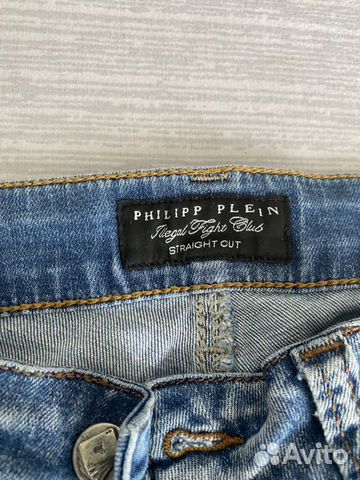 PHILIPP PLEIN
Illegal Fight Club
STRAIGHT CUT
Avito